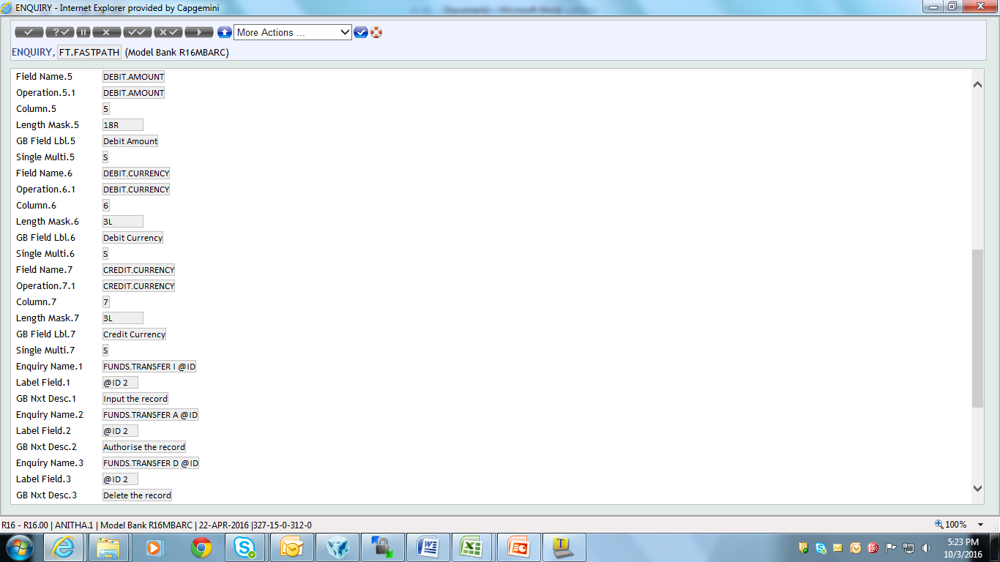 ENQUIRY - Internet Explorer provided by Capgemini
More Actions ...
ENQUIRY, FT.FASTPATH (Model Bank R16MBARC)
Field Name.5 DEBIT.AMOUNT
Operation.5.1 DEBIT.AMOUNT
Column.5 5
Length Mask.5 18R
GB Field Lbl.5 Debit Amount
Single Multi.5 S
Field Name.6 DEBIT.CURRENCY
Operation.6.1 DEBIT.CURRENCY
Column.6 6
Length Mask.6 3L
GB Field Lbl.6 Debit Currency
Single Multi.6 S
Field Name.7 CREDIT.CURRENCY
Operation.7.1 CREDIT.CURRENCY
Column.7 7
Length Mask.7 3L
GB Field Lbl.7 Credit Currency
Single Multi.7 S
Enquiry Name.1 FUNDS.TRANSFER I @ID
Label Field.1 @ID 2
GB Nxt Desc.1 Input the record
Enquiry Name.2 FUNDS.TRANSFER A @ID
Label Field.2 @ID 2
GB Nxt Desc.2 Authorise the record
Enquiry Name.3 FUNDS.TRANSFER D @ID
Label Field.3 @ID 2
GB Nxt Desc.3 Delete the record
R16 - R16.00 | ANITHA.1 | Model Bank R16MBARC | 22-APR-2016 |327-15-0-312-0
100%
5:23 PM
10/3/2016